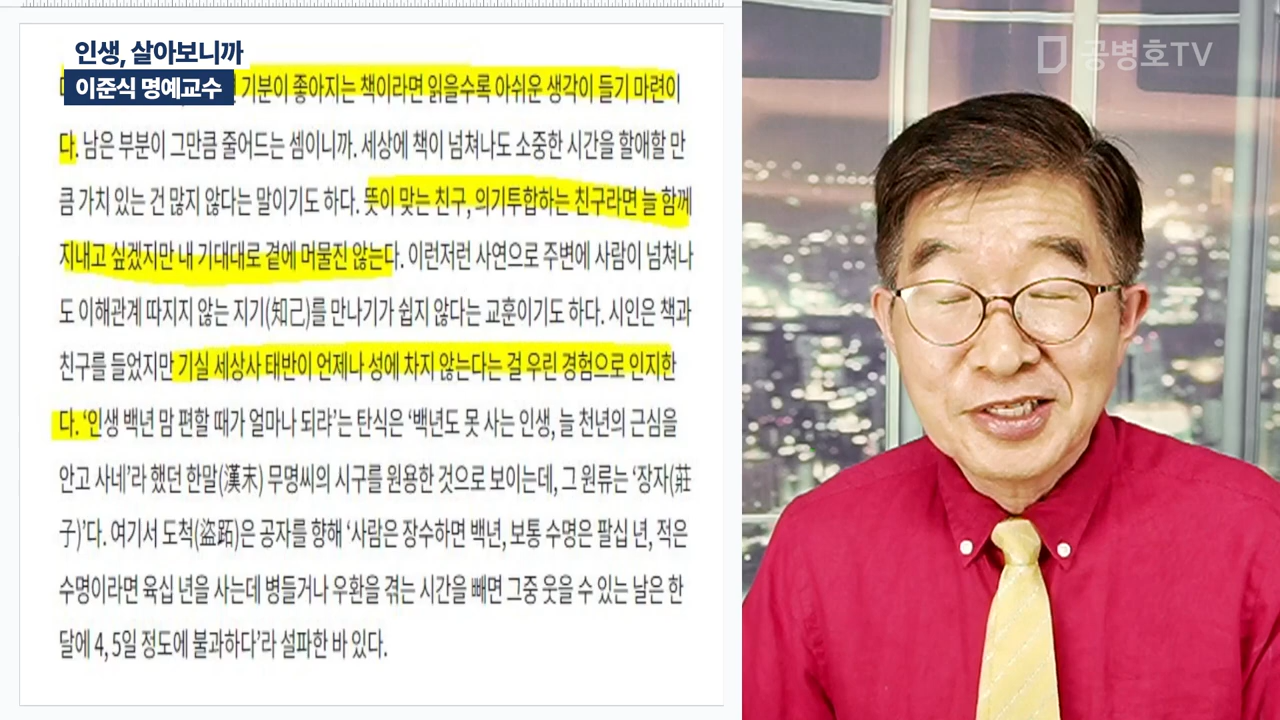 인생, 살아보니까
이준식 명예교수
기분이 좋아지는 책이라면 읽을수록 아쉬운 생각이 들기 마련이
다. 남은 부분이 그만큼 줄어드는 셈이니까. 세상에 책이 넘쳐나도 소중한 시간을 할애할 만
큼 가치 있는 건 많지 않다는 말이기도 하다. 뜻이 맞는 친구, 의기투합하는 친구라면 늘 함께
지내고 싶겠지만 내 기대대로 곁에 머물진 않는다. 이런저런 사연으로 주변에 사람이 넘쳐나
도 이해관계 따지지 않는 지기(知己)를 만나기가 쉽지 않다는 교훈이기도 하다. 시인은 책과
친구를 들었지만 기실 세상사 태반이 언제나 성에 차지 않는다는 걸 우린 경험으로 인지한
다. ‘인생 백년 맘 편할 때가 얼마나 되랴’는 탄식은 ‘백년도 못 사는 인생, 늘 천년의 근심을
안고 사네’라 했던 한말(漢末) 무명씨의 시구를 원용한 것으로 보이는데, 그 원류는 ‘장자(莊
子)’다. 여기서 도척(盜跖)은 공자를 향해 ‘사람은 장수하면 백년, 보통 수명은 팔십 년, 적은
수명이라면 육십 년을 사는데 병들거나 우환을 겪는 시간을 빼면 그중 웃을 수 있는 날은 한
달에 4, 5일 정도에 불과하다’라 설파한 바 있다.
공병호TV